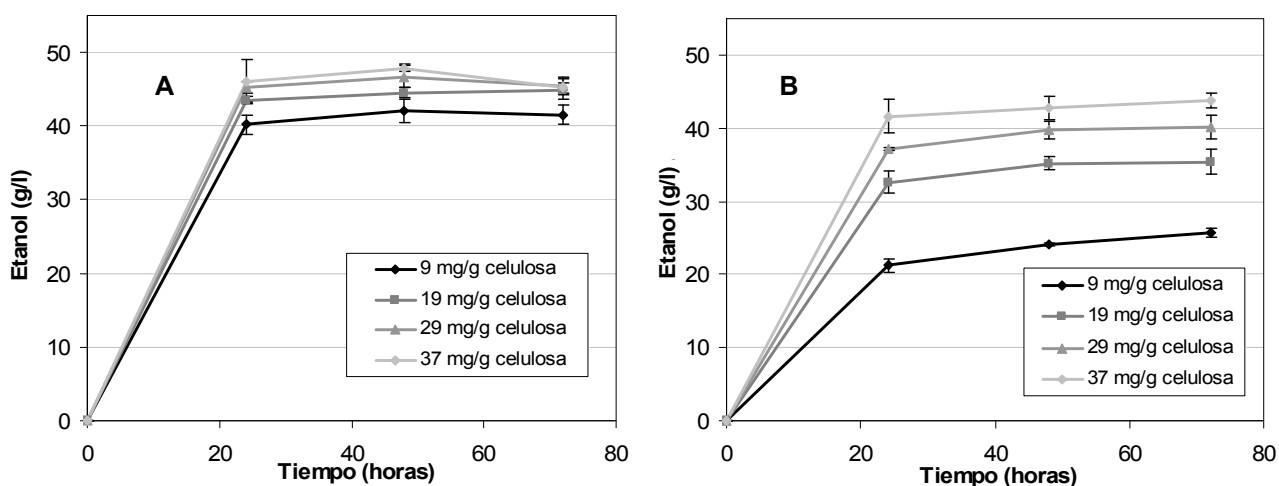 A
Etanol (g/l)
50
40
30
20
10
0
9 mg/g celulosa
19 mg/g celulosa
29 mg/g celulosa
37 mg/g celulosa
0 20 40 60 80
Tiempo (horas)
B
Etanol (g/l)
50
40
30
20
10
0
9 mg/g celulosa
19 mg/g celulosa
29 mg/g celulosa
37 mg/g celulosa
0 20 40 60 80
Tiempo (horas)